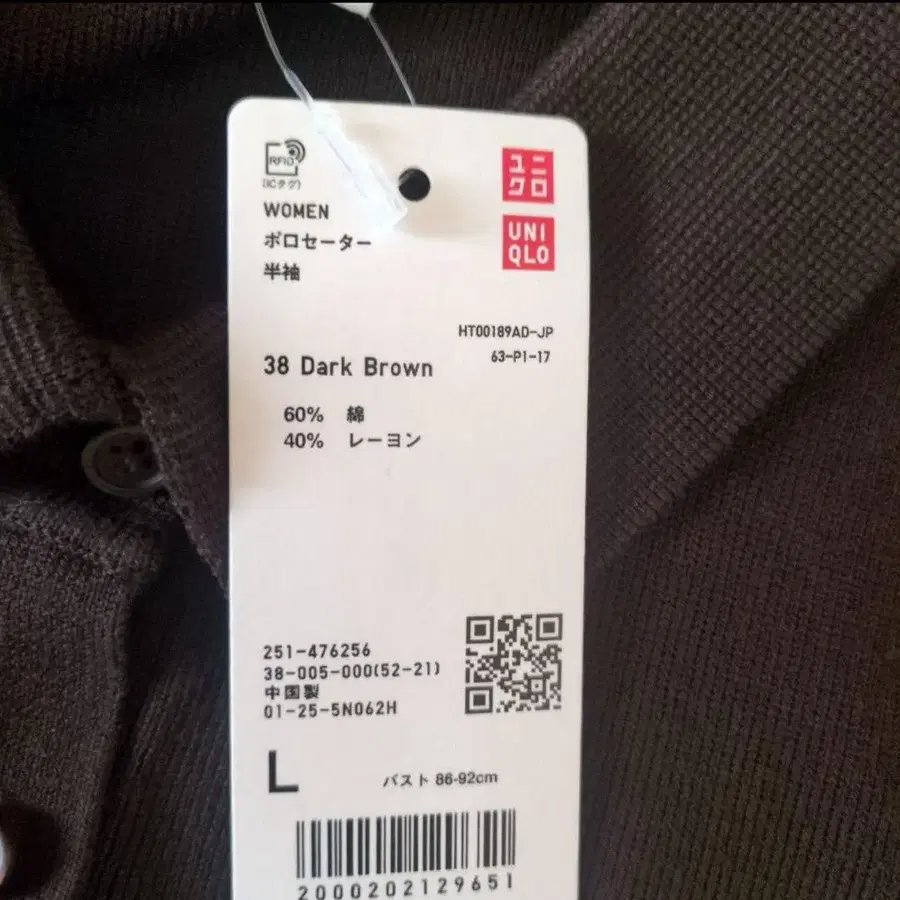 RFID
(ICタグ)
ユニ
クロ
WOMEN
UNI
QLO
ポロセーター
半袖
HT00189AD-JP
63-P1-17
38 Dark Brown
60% 綿
40% レーヨン
251-476256
38-005-000(52-21)
中国製
01-25-5N062H
L
バスト 86-92cm
2000202129651